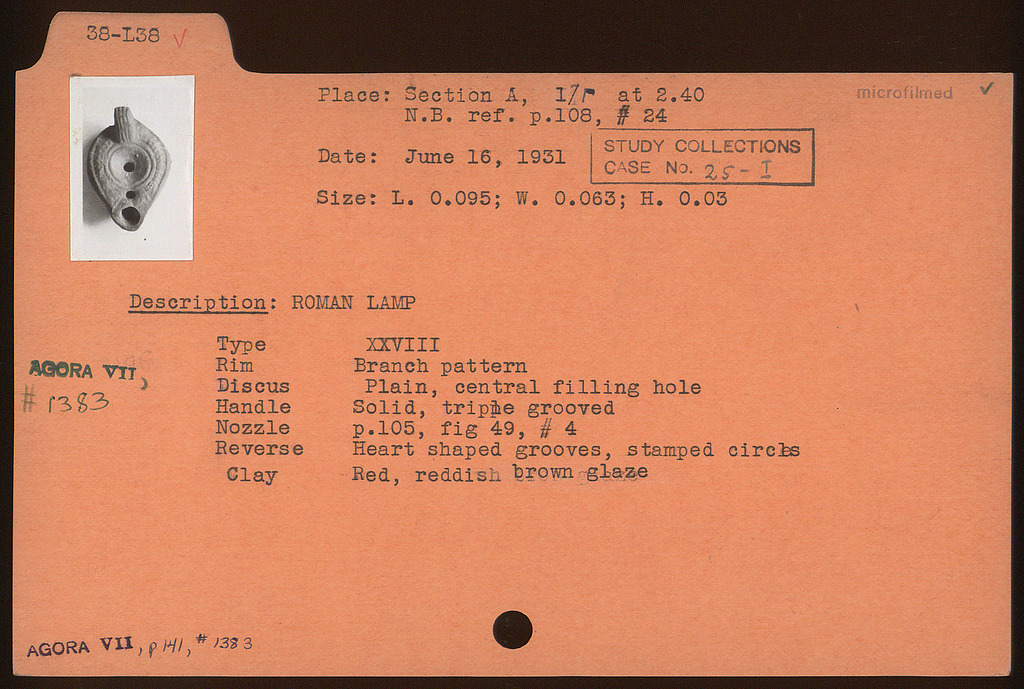 38-L38 ✓
microfilmed ✓
Place: Section A, at 2.40
N.B. ref. p.108, # 24
Date: June 16, 1931
STUDY COLLECTIONS
CASE No. 25-I
Size: L. 0.095; W. 0.063; H. 0.03
Description: ROMAN LAMP
Type XXVIII
Rim Branch pattern
Discus Plain, central filling hole
Handle Solid, triple grooved
Nozzle p.105, fig 49, # 4
Reverse Heart shaped grooves, stamped circles
Clay Red, reddish brown glaze
AGORA VII,
# 1383
AGORA VII, p 141, # 1383